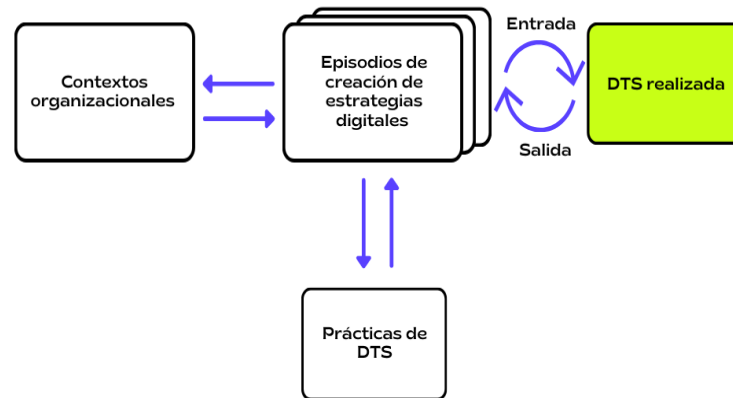 Contextos
organizacionales
Episodios de
creación de
estrategias
digitales
Entrada
DTS realizada
Salida
Prácticas de
DTS